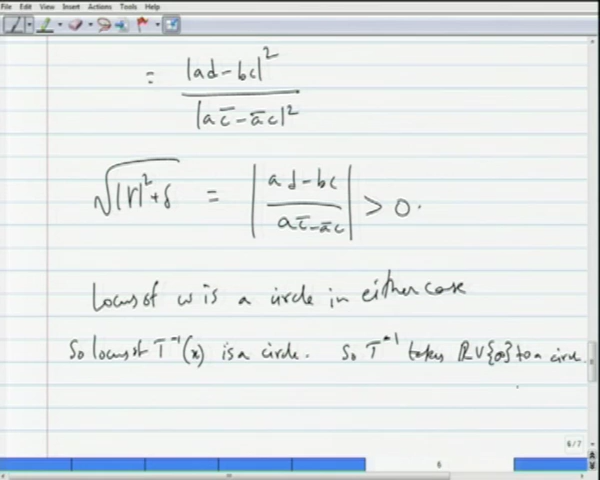 File Edit View Insert Actions Tools Help
= |ad-bc|²
|ac̄-āc|²
√|γ|²+δ = |ad-bc / ac̄-āc| > 0.
Locus of w is a circle in either case
So locus of T⁻¹(x) is a circle. So T⁻¹ takes ℝ∪{∞} to a circle.
6/7
6